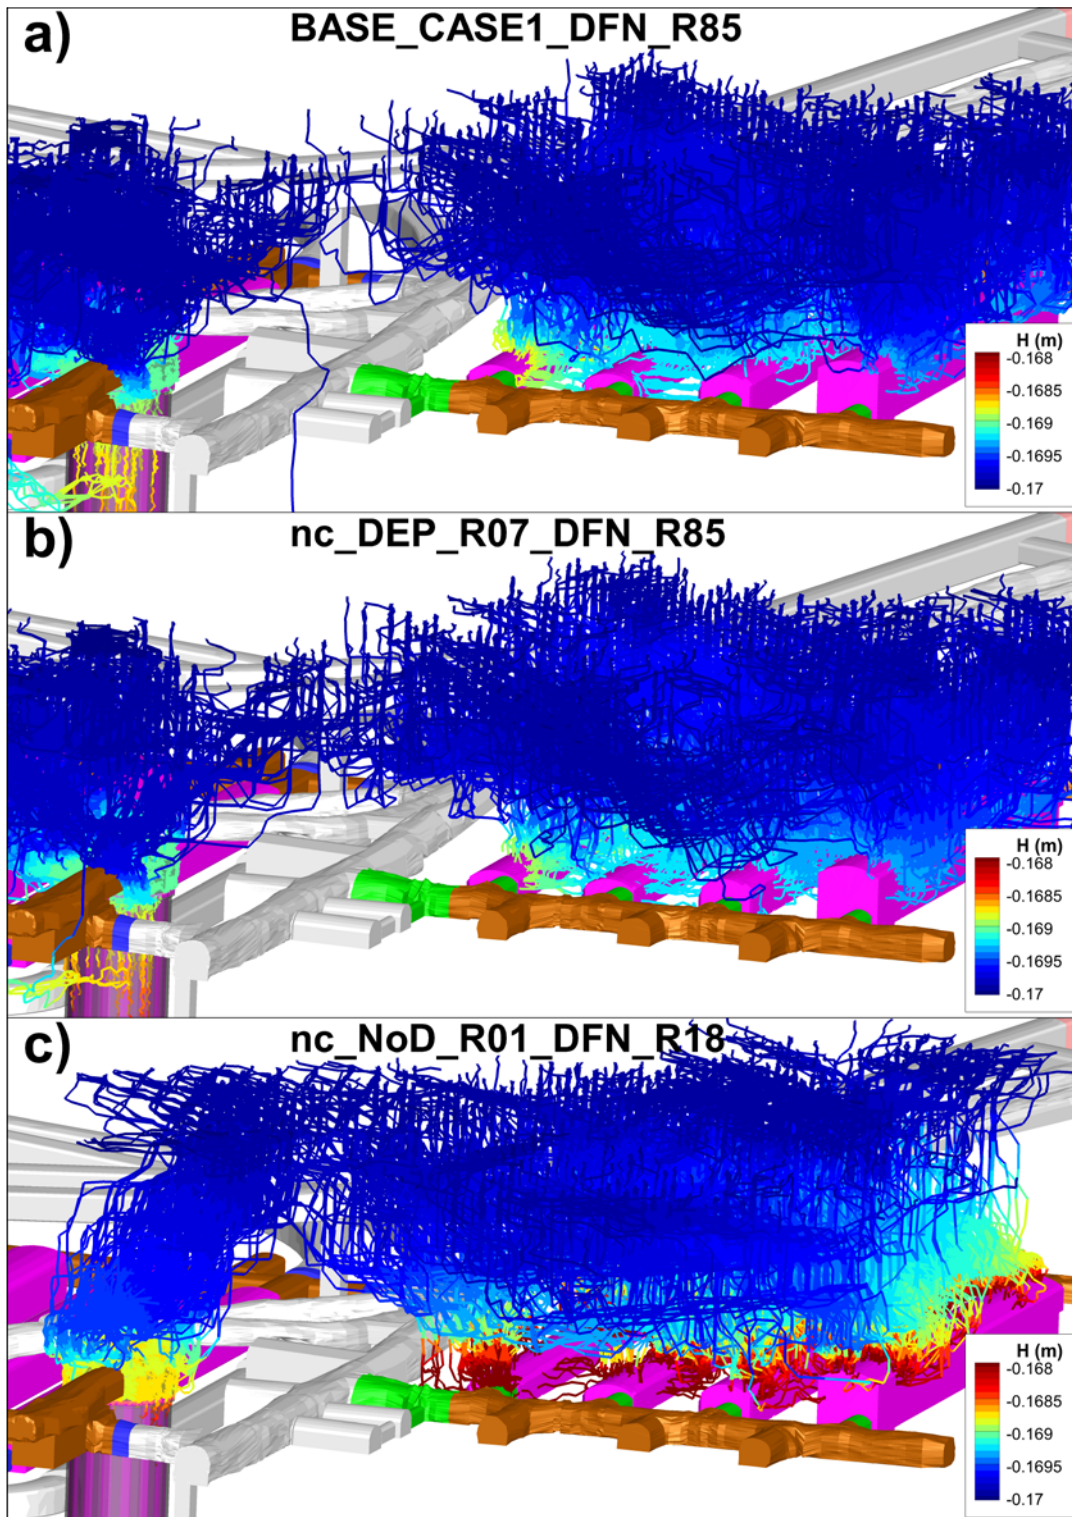 a)
BASE_CASE1_DFN_R85
H (m)
-0.168
-0.1685
-0.169
-0.1695
-0.17
b)
nc_DEP_R07_DFN_R85
H (m)
-0.168
-0.1685
-0.169
-0.1695
-0.17
c)
nc_NoD_R01_DFN_R18
H (m)
-0.168
-0.1685
-0.169
-0.1695
-0.17